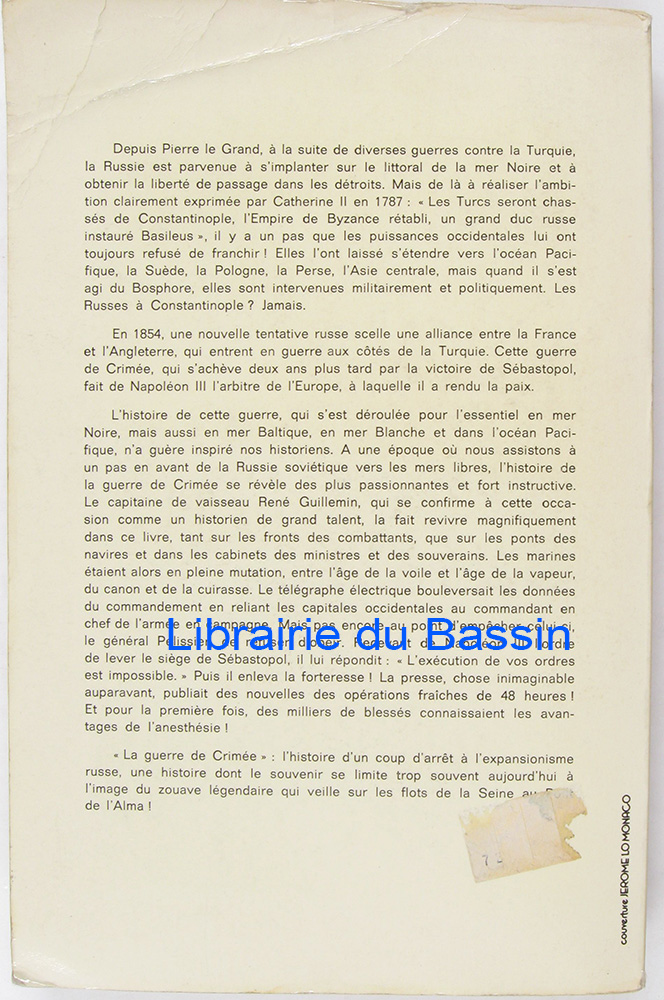 Depuis Pierre le Grand, à la suite de diverses guerres contre la Turquie,
la Russie est parvenue à s'implanter sur le littoral de la mer Noire et à
obtenir la liberté de passage dans les détroits. Mais de là à réaliser l'ambi-
tion clairement exprimée par Catherine II en 1787 : « Les Turcs seront chas-
sés de Constantinople, l'Empire de Byzance rétabli, un grand duc russe
instauré Basileus », il y a un pas que les puissances occidentales lui ont
toujours refusé de franchir ! Elles l'ont laissé s'étendre vers l'océan Paci-
fique, la Suède, la Pologne, la Perse, l'Asie centrale, mais quand il s'est
agi du Bosphore, elles sont intervenues militairement et politiquement. Les
Russes à Constantinople ? Jamais.
En 1854, une nouvelle tentative russe scelle une alliance entre la France
et l'Angleterre, qui entrent en guerre aux côtés de la Turquie. Cette guerre
de Crimée, qui s'achève deux ans plus tard par la victoire de Sébastopol,
fait de Napoléon III l'arbitre de l'Europe, à laquelle il a rendu la paix.
L'histoire de cette guerre, qui s'est déroulée pour l'essentiel en mer
Noire, mais aussi en mer Baltique, en mer Blanche et dans l'océan Paci-
fique, n'a guère inspiré nos historiens. A une époque où nous assistons à
un pas en avant de la Russie soviétique vers les mers libres, l'histoire de
la guerre de Crimée se révèle des plus passionnantes et fort instructive.
Le capitaine de vaisseau René Guillemin, qui se confirme à cette occa-
sion comme un historien de grand talent, la fait revivre magnifiquement
dans ce livre, tant sur les fronts des combattants, que sur les ponts des
navires et dans les cabinets des ministres et des souverains. Les marines
étaient alors en pleine mutation, entre l'âge de la voile et l'âge de la vapeur,
du canon et de la cuirasse. Le télégraphe électrique bouleversait les données
du commandement en reliant les capitales occidentales au commandant en
chef de l'armée en campagne. Mais pas encore au point d'empêcher celui-ci,
le général Pélissier, de refuser d'obéir. Recevant de Napoléon III l'ordre
Librairie du Bassin
de lever le siège de Sébastopol, il lui répondit : « L'exécution de vos ordres
est impossible. » Puis il enleva la forteresse ! La presse, chose inimaginable
auparavant, publiait des nouvelles des opérations fraîches de 48 heures !
Et pour la première fois, des milliers de blessés connaissaient les avan-
tages de l'anesthésie !
« La guerre de Crimée » : l'histoire d'un coup d'arrêt à l'expansionisme
russe, une histoire dont le souvenir se limite trop souvent aujourd'hui à
l'image du zouave légendaire qui veille sur les flots de la Seine au
de l'Alma !
7
couverture JEROME LO MONACO